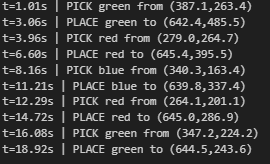 t=1.01s | PICK green from (387.1,263.4)
t=3.06s | PLACE green to (642.4,485.5)
t=3.96s | PICK red from (279.0,264.7)
t=6.60s | PLACE red to (645.4,395.5)
t=8.16s | PICK blue from (340.3,163.4)
t=11.21s | PLACE blue to (639.8,337.4)
t=12.29s | PICK red from (264.1,201.1)
t=14.72s | PLACE red to (645.0,286.9)
t=16.08s | PICK green from (347.2,224.2)
t=18.92s | PLACE green to (644.5,243.6)